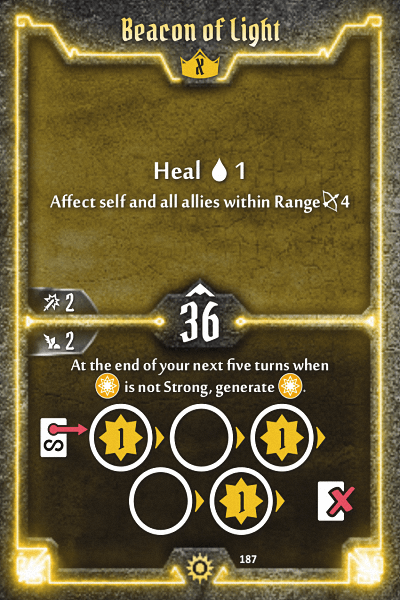 Beacon of Light
X
Heal 1
Affect self and all allies within Range 4
2
36
2
At the end of your next five turns when
is not Strong, generate .
S 1 1
1
187